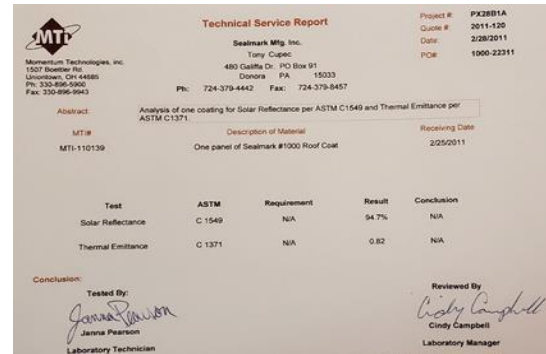 MTi
Technical Service Report
Project #: PX28B1A
Quote #: 2011-120
Date: 2/28/2011
PO#: 1000-22311
Sealmark Mfg. Inc.
Tony Cupec
480 Galiffa Dr. PO Box 91
Donora PA 15033
Ph: 724-379-4442 Fax: 724-379-8457
Momentum Technologies, inc.
1507 Boettler Rd.
Uniontown, OH 44685
Ph: 330-896-5900
Fax: 330-896-9943
Abstract: Analysis of one coating for Solar Reflectance per ASTM C1549 and Thermal Emittance per
ASTM C1371.
MTI# Description of Material Receiving Date
MTI-110139 One panel of Sealmark #1000 Roof Coat 2/25/2011
Test ASTM Requirement Result Conclusion
Solar Reflectance C 1549 N/A 94.7% N/A
Thermal Emittance C 1371 N/A 0.82 N/A
Conclusion:
Tested By: Reviewed By
Janna Pearson Cindy Campbell
Janna Pearson Cindy Campbell
Laboratory Technician Laboratory Manager